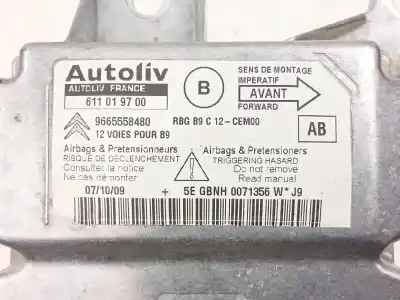 Autoliv
AUTOLIV FRANCE
611 01 97 00
B
SENS DE MONTAGE
IMPERATIF
AVANT
FORWARD
9665558480
RBG B9 C 12-CEM00
12 VOIES POUR B9
AB
Airbags & Pretensionneurs
RISQUE DE DECLENCHEMENT
Consulter la notice
Ne pas démonter
Airbags & Pretensioners
TRIGGERING HAZARD
Do not remove
Read manual
07/10/09 + 5E GBNH 0071356 W* J9